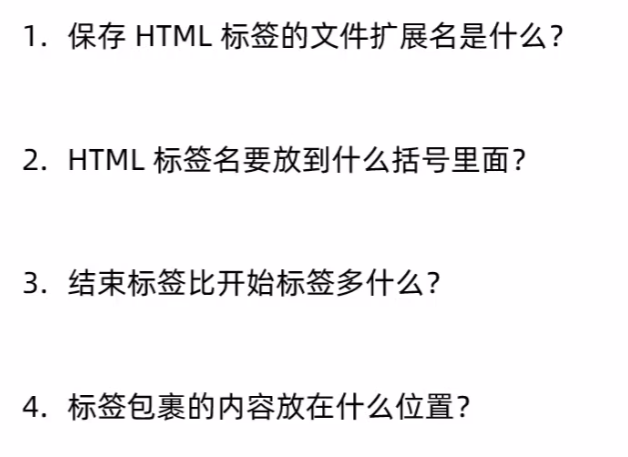 1. 保存 HTML 标签的文件扩展名是什么？
2. HTML 标签名要放到什么括号里面？
3. 结束标签比开始标签多什么？
4. 标签包裹的内容放在什么位置？